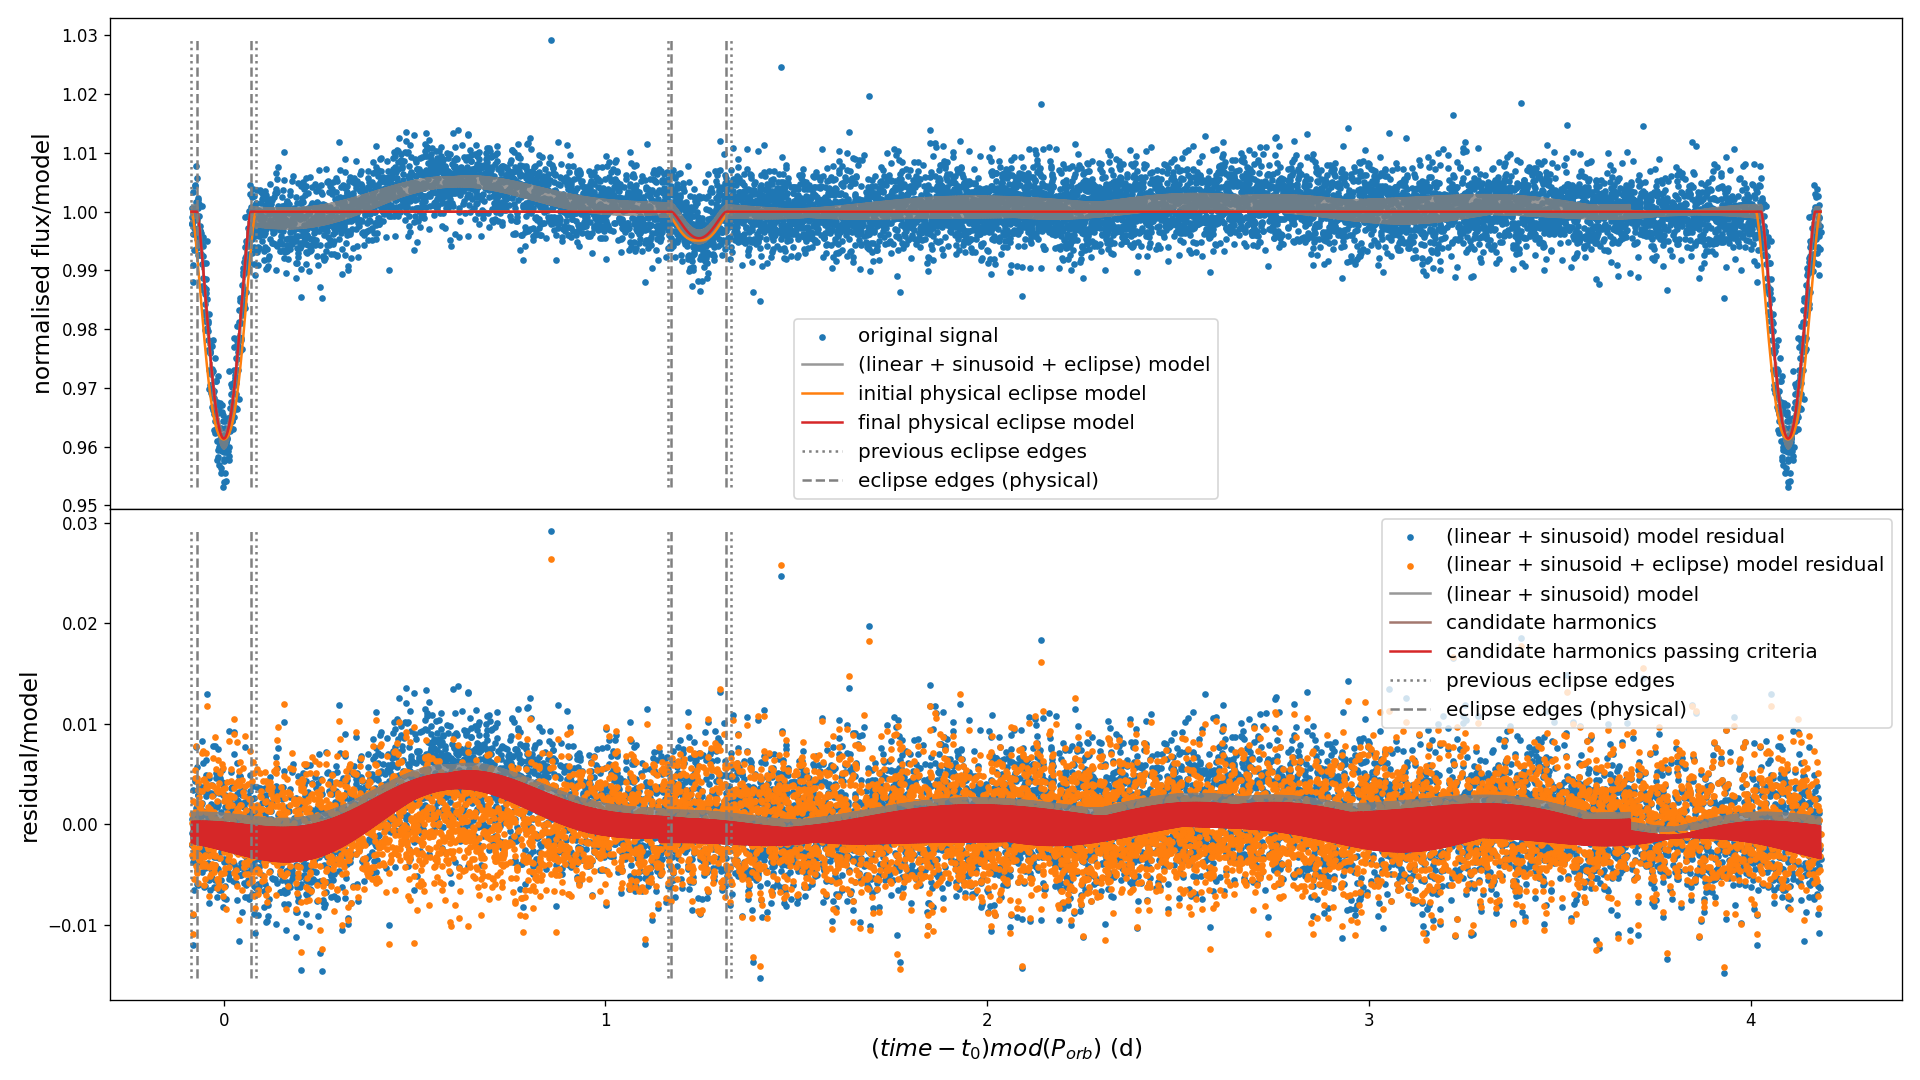 1.03
1.02
1.01
1.00
0.99
0.98
0.97
0.96
0.95
normalised flux/model
original signal
(linear + sinusoid + eclipse) model
initial physical eclipse model
final physical eclipse model
previous eclipse edges
eclipse edges (physical)
0.03
0.02
0.01
0.00
−0.01
residual/model
(linear + sinusoid) model residual
(linear + sinusoid + eclipse) model residual
(linear + sinusoid) model
candidate harmonics
candidate harmonics passing criteria
previous eclipse edges
eclipse edges (physical)
0 1 2 3 4
(time − t₀)mod(P_orb) (d)